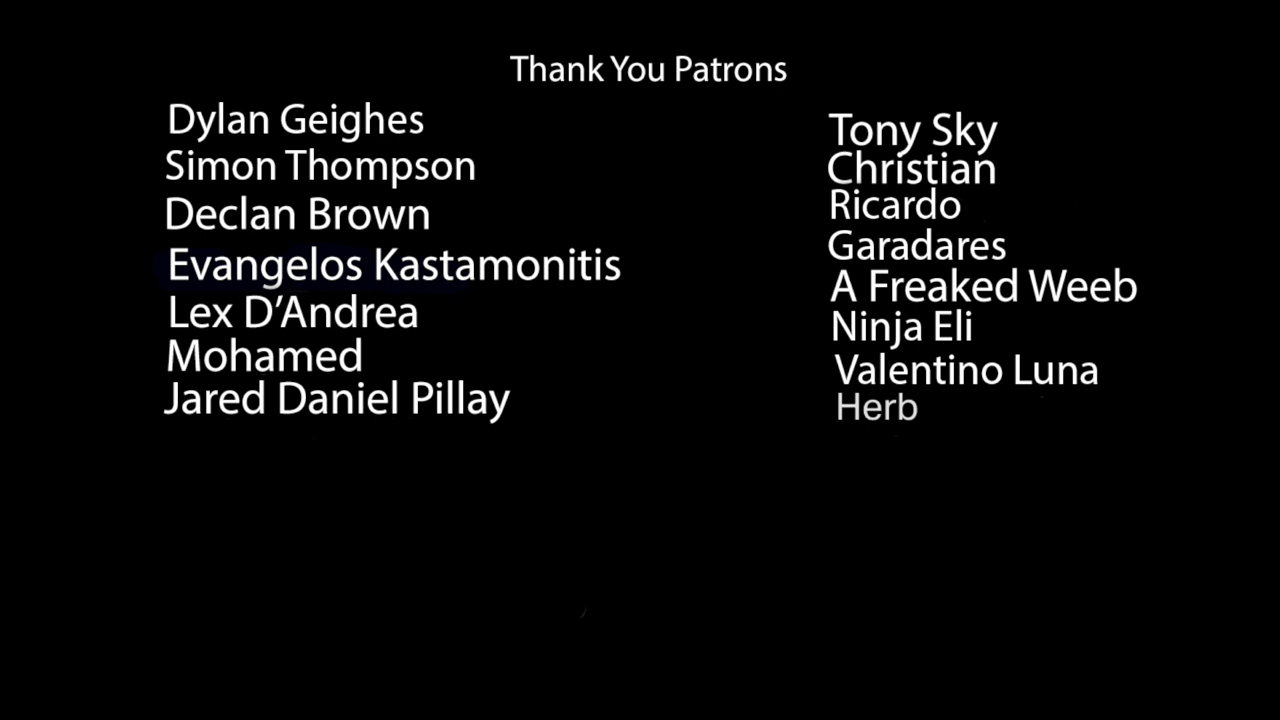 Thank You Patrons
Dylan Geighes
Simon Thompson
Declan Brown
Evangelos Kastamonitis
Lex D’Andrea
Mohamed
Jared Daniel Pillay
Tony Sky
Christian
Ricardo
Garadares
A Freaked Weeb
Ninja Eli
Valentino Luna
Herb